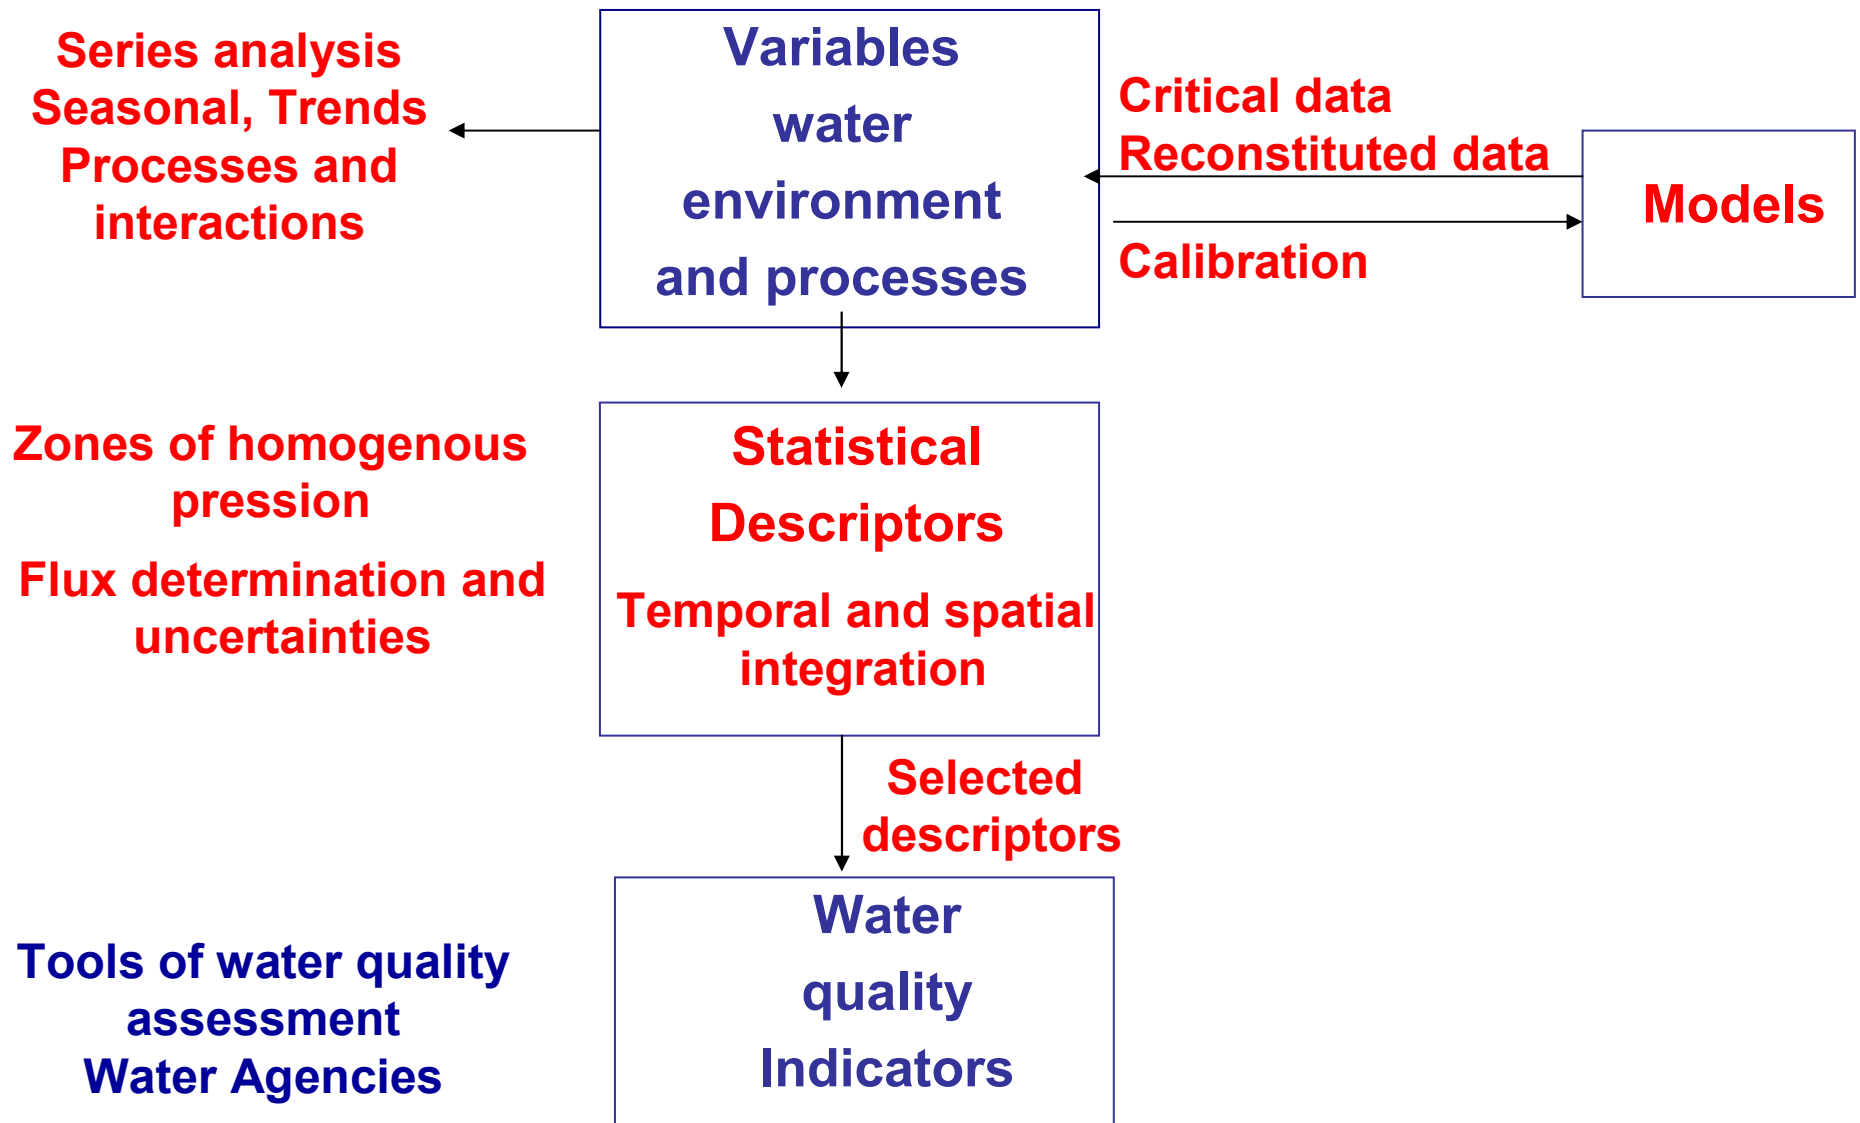 Series analysis
Seasonal, Trends
Processes and
interactions
Variables
water
environment
and processes
Critical data
Reconstituted data
Calibration
Models
Zones of homogenous
pression
Flux determination and
uncertainties
Statistical
Descriptors
Temporal and spatial
integration
Selected
descriptors
Tools of water quality
assessment
Water Agencies
Water
quality
Indicators